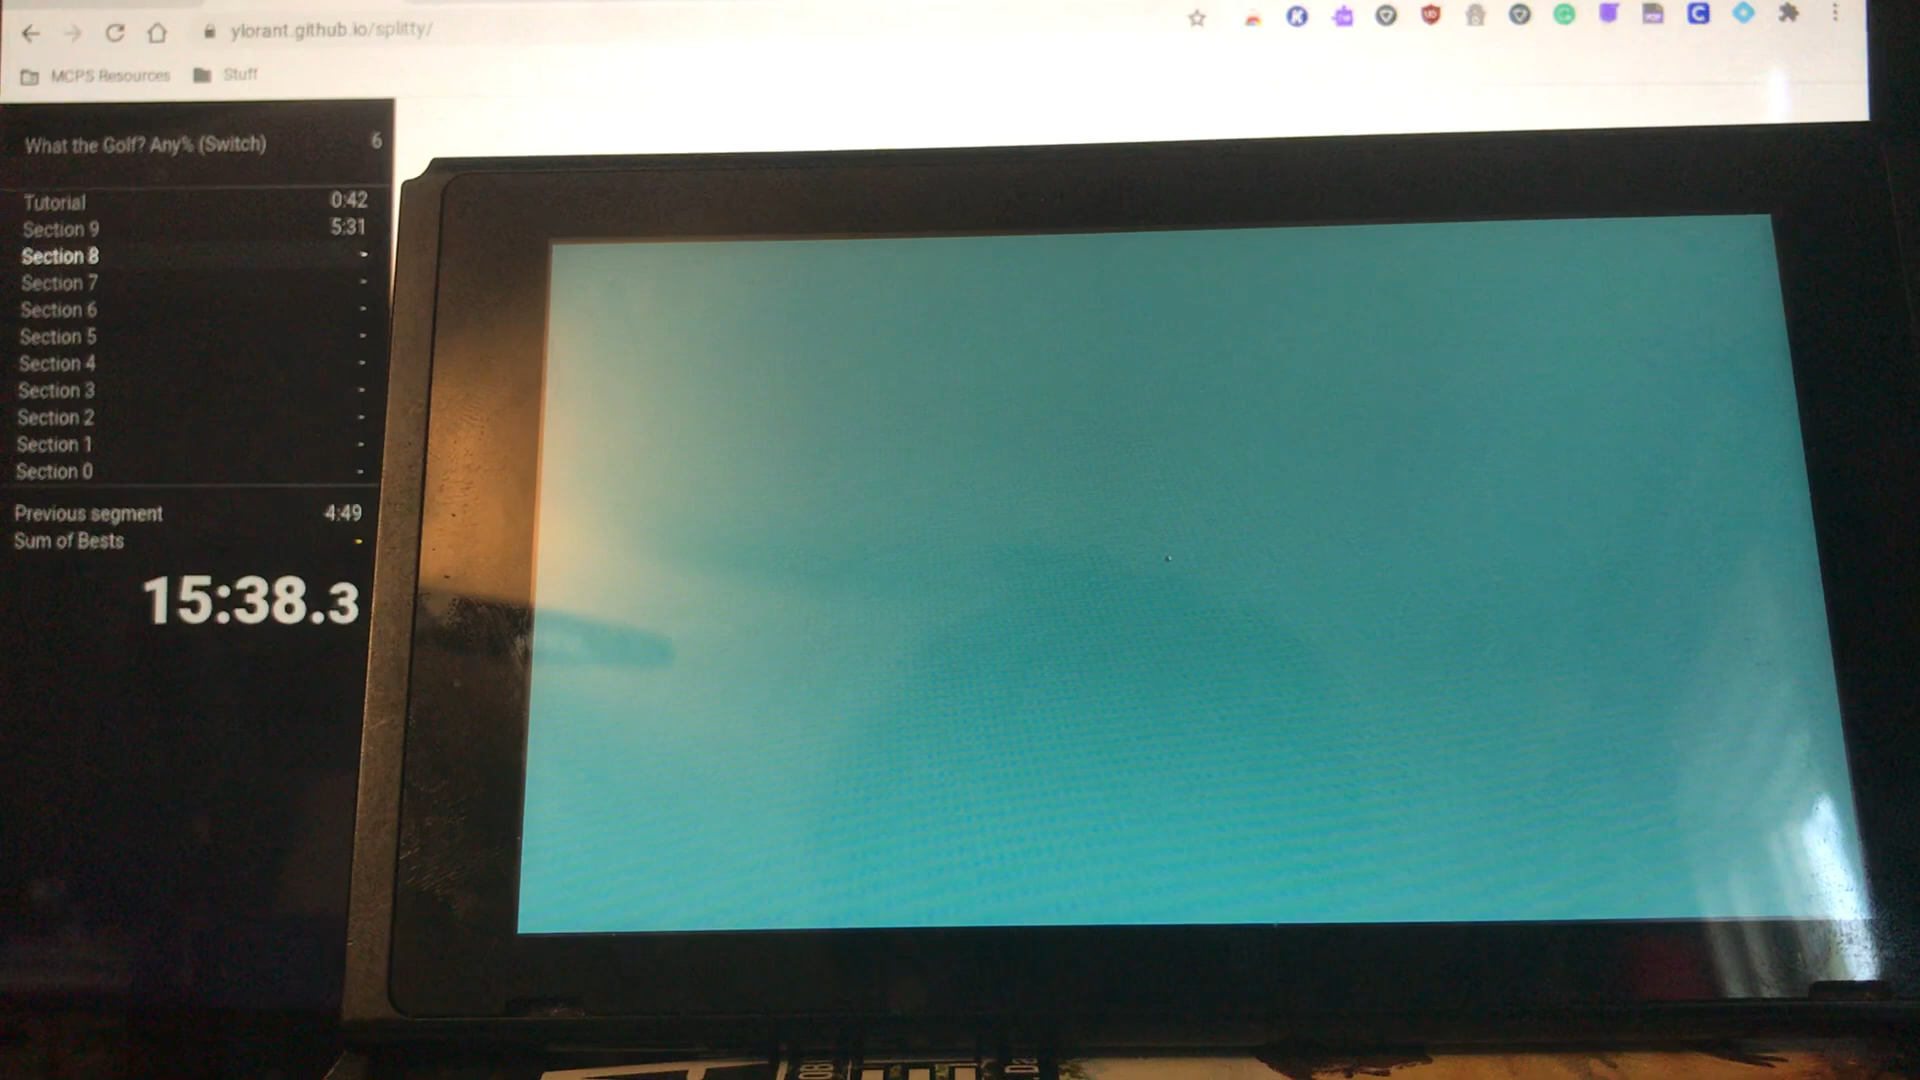 ylorant.github.io/splitty/
MCPS Resources Stuff
What the Golf? Any% (Switch) 6
Tutorial 0:42
Section 9 5:31
Section 8 -
Section 7 -
Section 6 -
Section 5 -
Section 4 -
Section 3 -
Section 2 -
Section 1 -
Section 0 -
Previous segment 4:49
Sum of Bests -
15:38.3